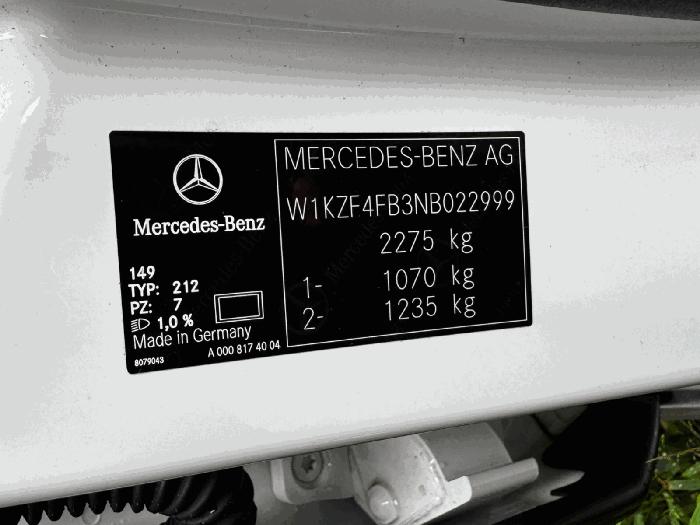 Mercedes-Benz
149
TYP: 212
PZ: 7
1,0 %
Made in Germany
8079043 A 000 817 40 04
MERCEDES-BENZ AG
W1KZF4FB3NB022999
2275 kg
1- 1070 kg
2- 1235 kg